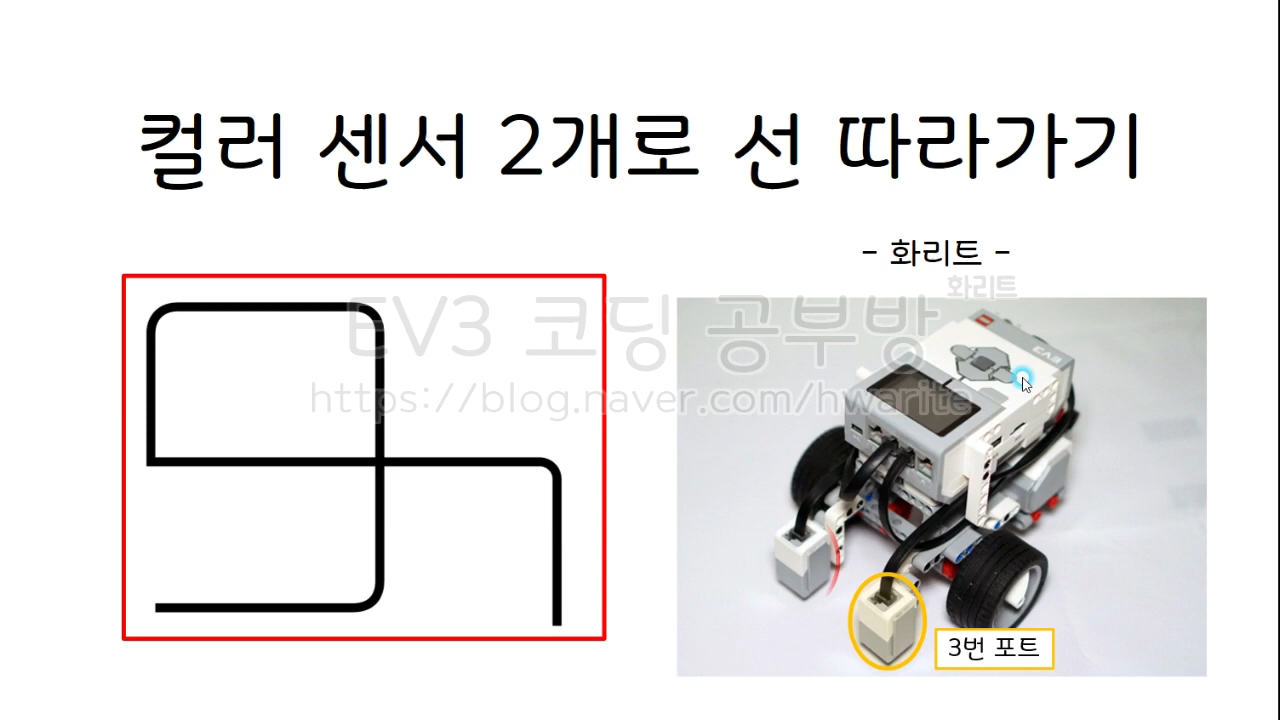 컬러 센서 2개로 선 따라가기
- 화리트 -
화리트
EV3 코딩 공부방
https://blog.naver.com/hwarite
EV3
3번 포트